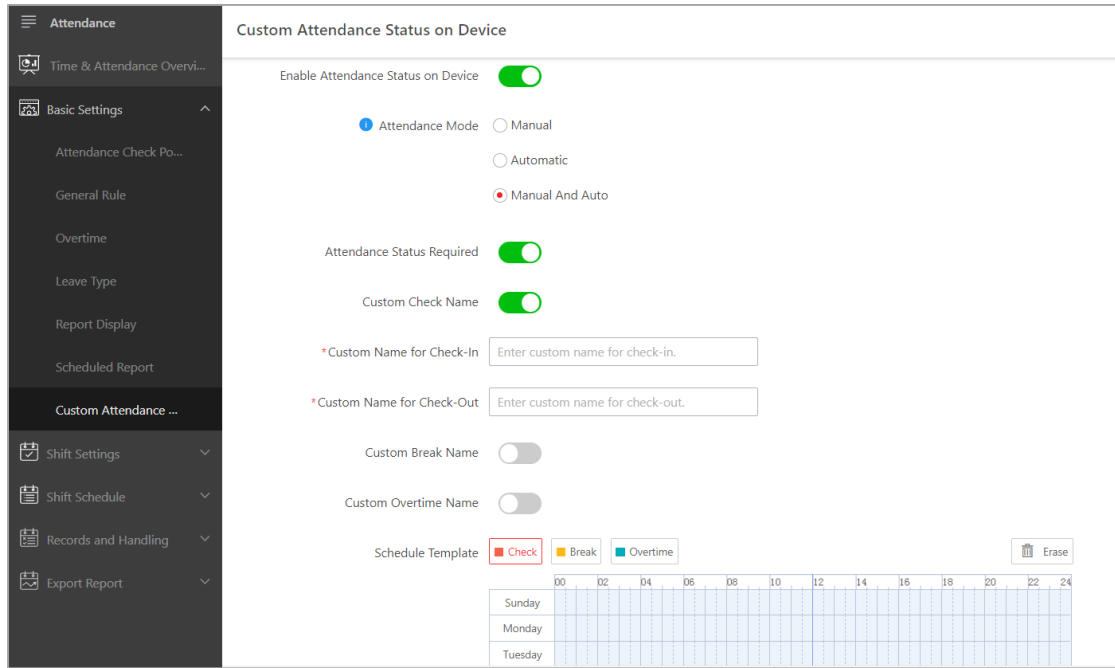 Attendance
Time & Attendance Overvi...
Basic Settings
Attendance Check Po...
General Rule
Overtime
Leave Type
Report Display
Scheduled Report
Custom Attendance ...
Shift Settings
Shift Schedule
Records and Handling
Export Report
Custom Attendance Status on Device
Enable Attendance Status on Device
Attendance Mode
Manual
Automatic
Manual And Auto
Attendance Status Required
Custom Check Name
*Custom Name for Check-In Enter custom name for check-in.
*Custom Name for Check-Out Enter custom name for check-out.
Custom Break Name
Custom Overtime Name
Schedule Template Check Break Overtime Erase
00 02 04 06 08 10 12 14 16 18 20 22 24
Sunday
Monday
Tuesday